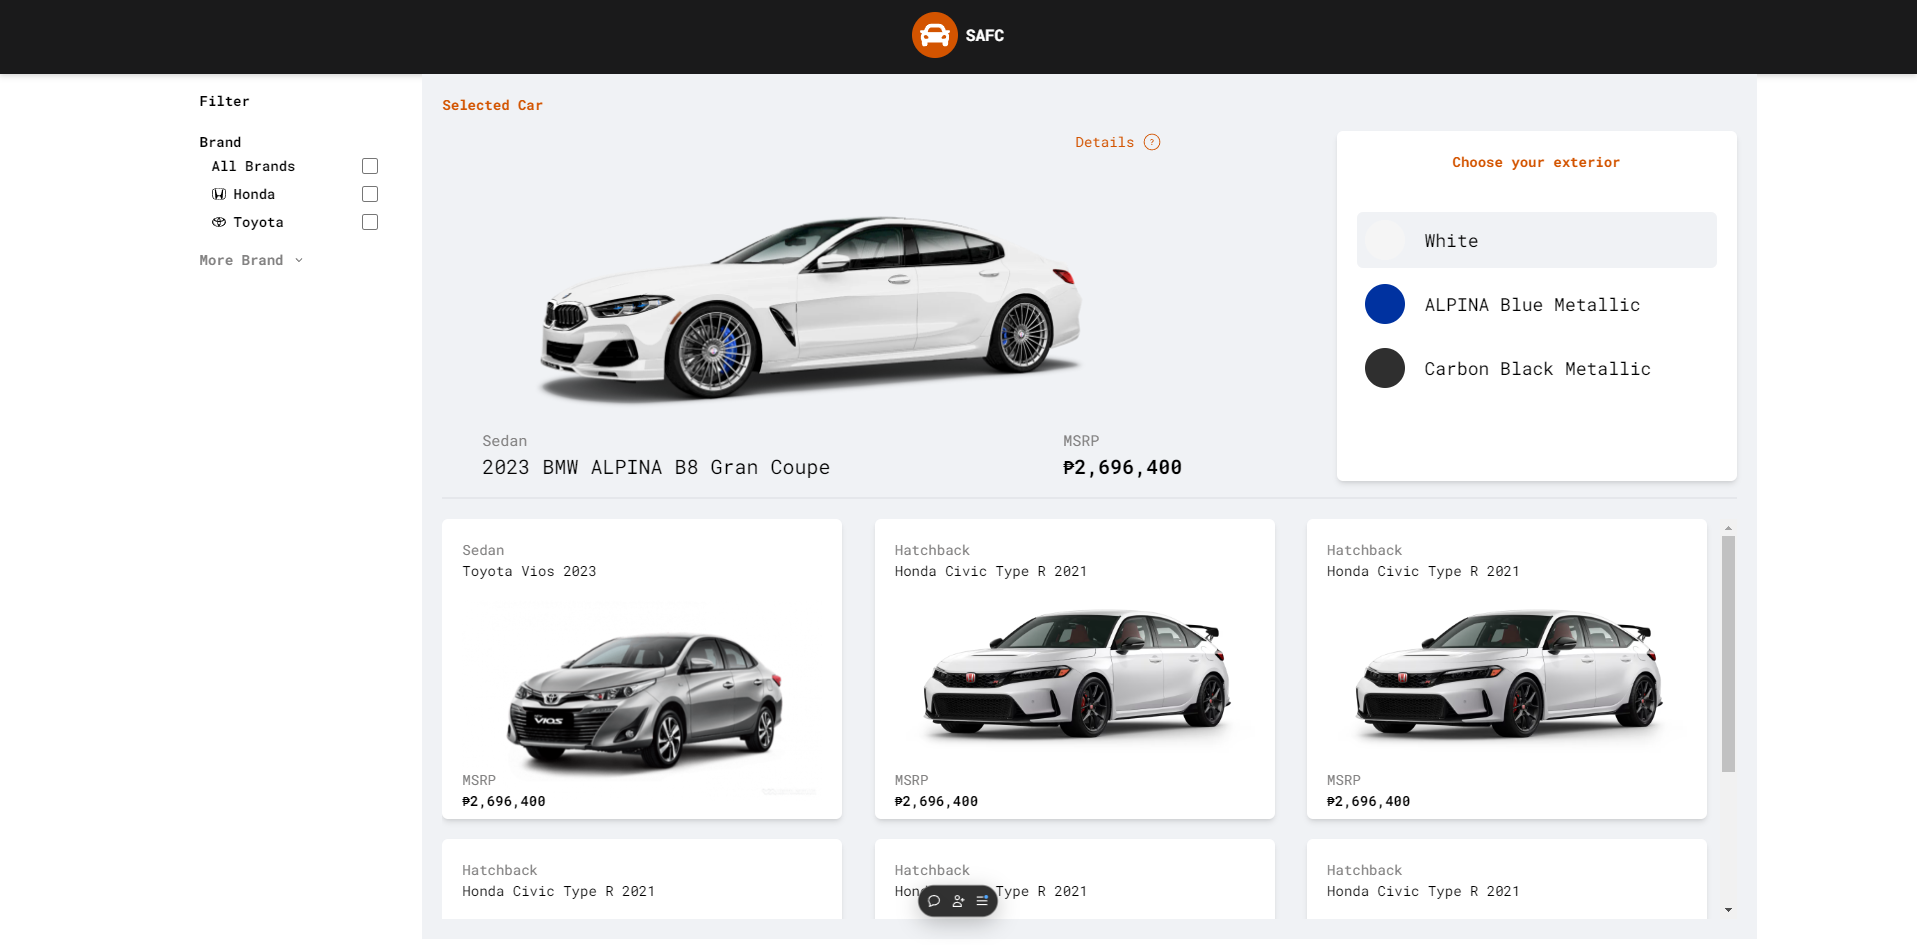 SAFC
Filter
Brand
All Brands
Honda
Toyota
More Brand
Selected Car
Details ?
Choose your exterior
White
ALPINA Blue Metallic
Carbon Black Metallic
Sedan
2023 BMW ALPINA B8 Gran Coupe
MSRP
₱2,696,400
Sedan
Toyota Vios 2023
VIOS
MSRP
₱2,696,400
Hatchback
Honda Civic Type R 2021
MSRP
₱2,696,400
Hatchback
Honda Civic Type R 2021
MSRP
₱2,696,400
Hatchback
Honda Civic Type R 2021
Hatchback
Hon Type R 2021
Hatchback
Honda Civic Type R 2021